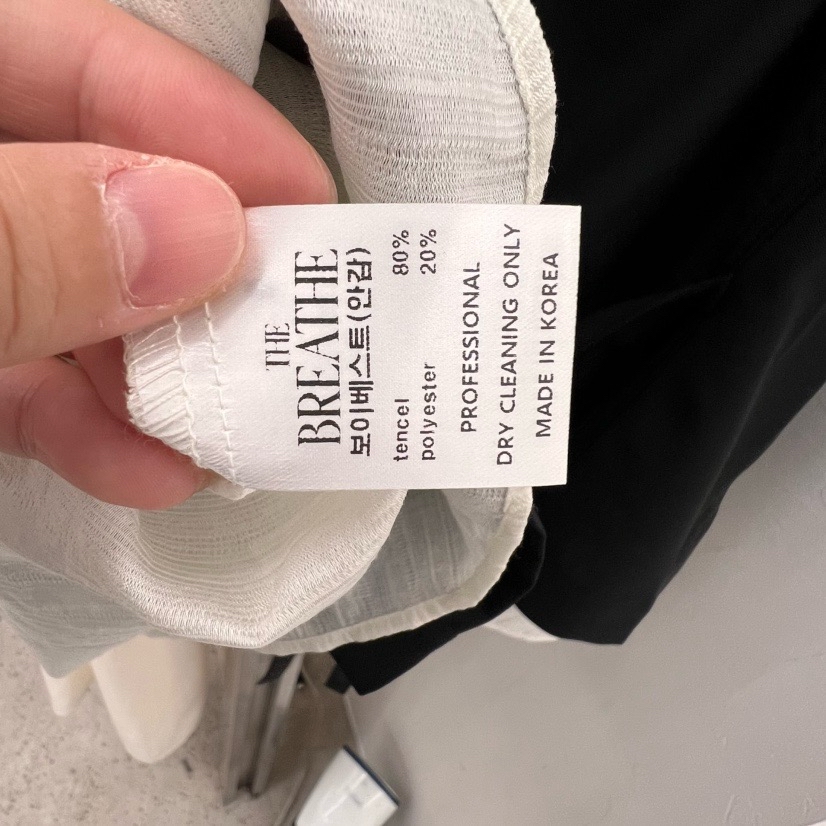 THE
BREATHE
보이베스트(안감)
tencel 80%
polyester 20%
PROFESSIONAL
DRY CLEANING ONLY
MADE IN KOREA